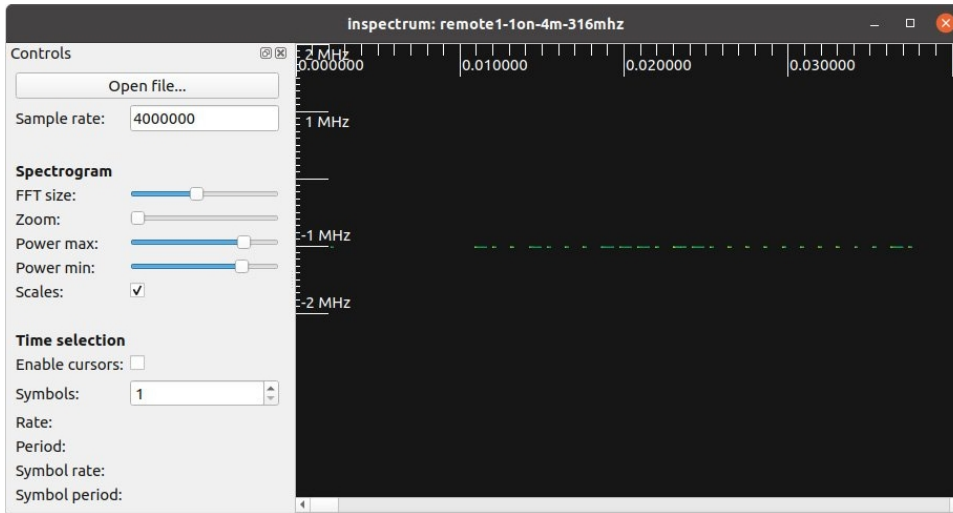 inspectrum: remote1-1on-4m-316mhz
Controls
Open file...
Sample rate: 4000000
Spectrogram
FFT size:
Zoom:
Power max:
Power min:
Scales:
Time selection
Enable cursors:
Symbols: 1
Rate:
Period:
Symbol rate:
Symbol period:
2 MHz
0.000000 0.010000 0.020000 0.030000
1 MHz
-1 MHz
-2 MHz